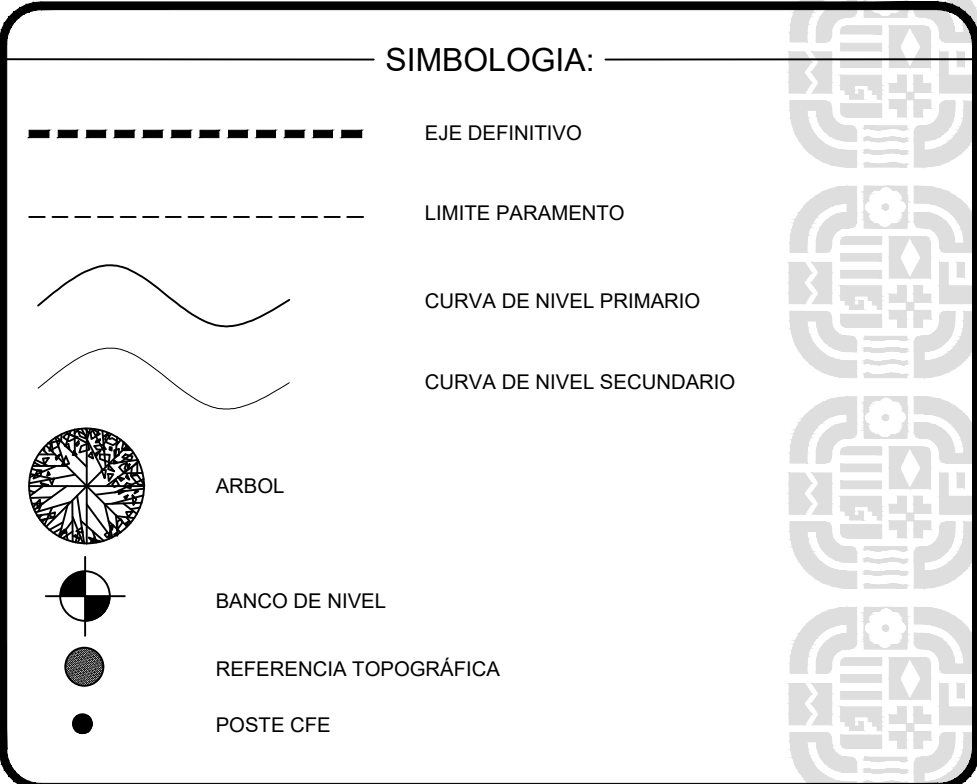 SIMBOLOGIA:
EJE DEFINITIVO
LIMITE PARAMENTO
CURVA DE NIVEL PRIMARIO
CURVA DE NIVEL SECUNDARIO
ARBOL
BANCO DE NIVEL
REFERENCIA TOPOGRÁFICA
POSTE CFE